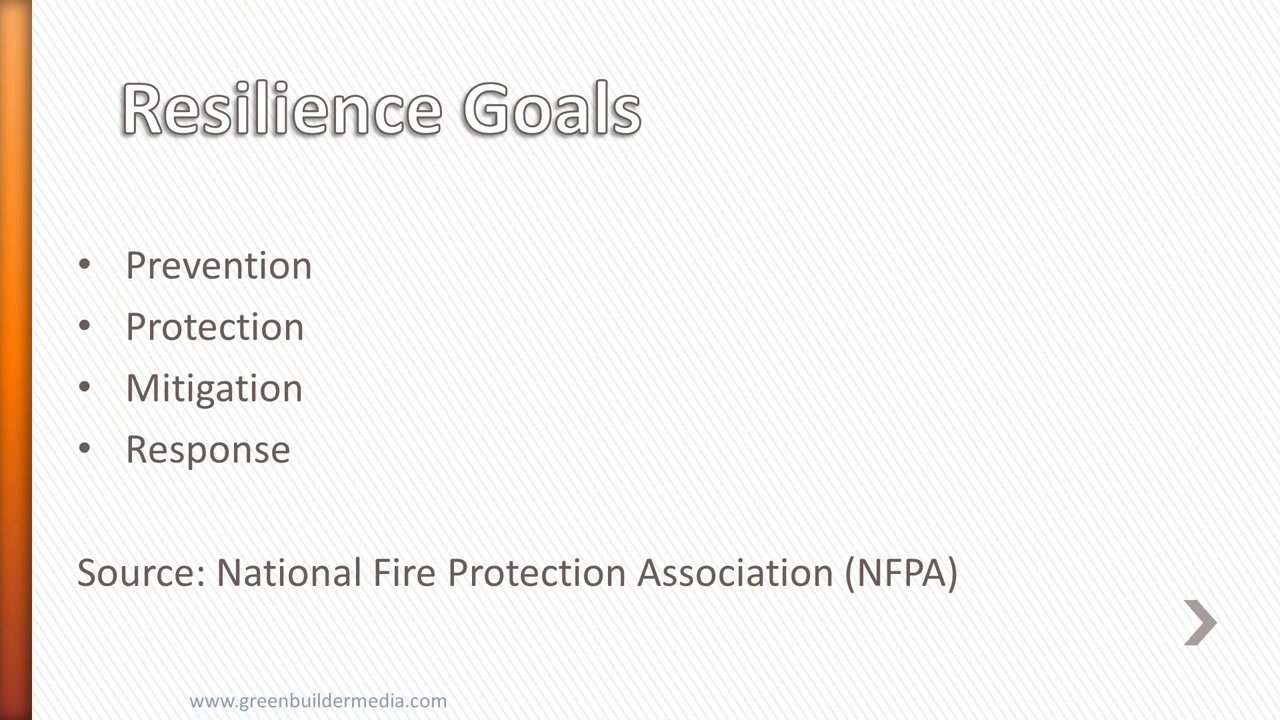 Resilience Goals
• Prevention
• Protection
• Mitigation
• Response
Source: National Fire Protection Association (NFPA)
www.greenbuildermedia.com